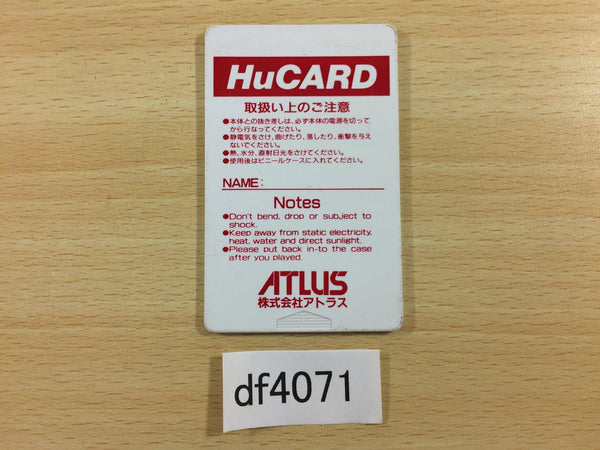 HuCARD
取扱い上のご注意
●本体との抜き差しは、必ず本体の電源を切って
から行なってください。
●静電気をさけ、曲げたり、落したり、衝撃を与え
ないでください。
●熱、水分、直射日光をさけてください。
●使用後はビニールケースに入れてください。
NAME:
Notes
●Don't bend, drop or subject to
shock.
●Keep away from static electricity,
heat, water and direct sunlight.
●Please put back in-to the case
after you played.
ATLUS
株式会社アトラス
df4071